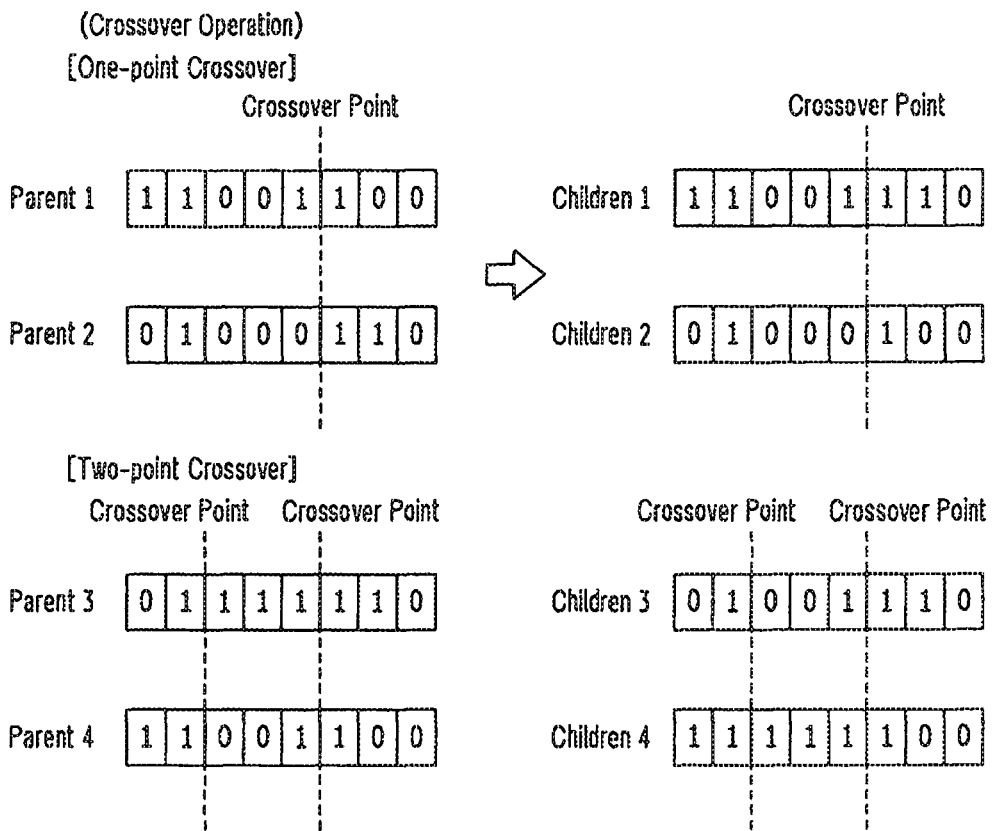 (Crossover Operation)
[One-point Crossover]
Crossover Point Crossover Point
Parent 1 1 1 0 0 1 1 0 0 Children 1 1 1 0 0 1 1 1 0
Parent 2 0 1 0 0 0 1 1 0 Children 2 0 1 0 0 0 1 0 0
[Two-point Crossover]
Crossover Point Crossover Point Crossover Point Crossover Point
Parent 3 0 1 1 1 1 1 1 0 Children 3 0 1 0 0 1 1 1 0
Parent 4 1 1 0 0 1 1 0 0 Children 4 1 1 1 1 1 1 0 0